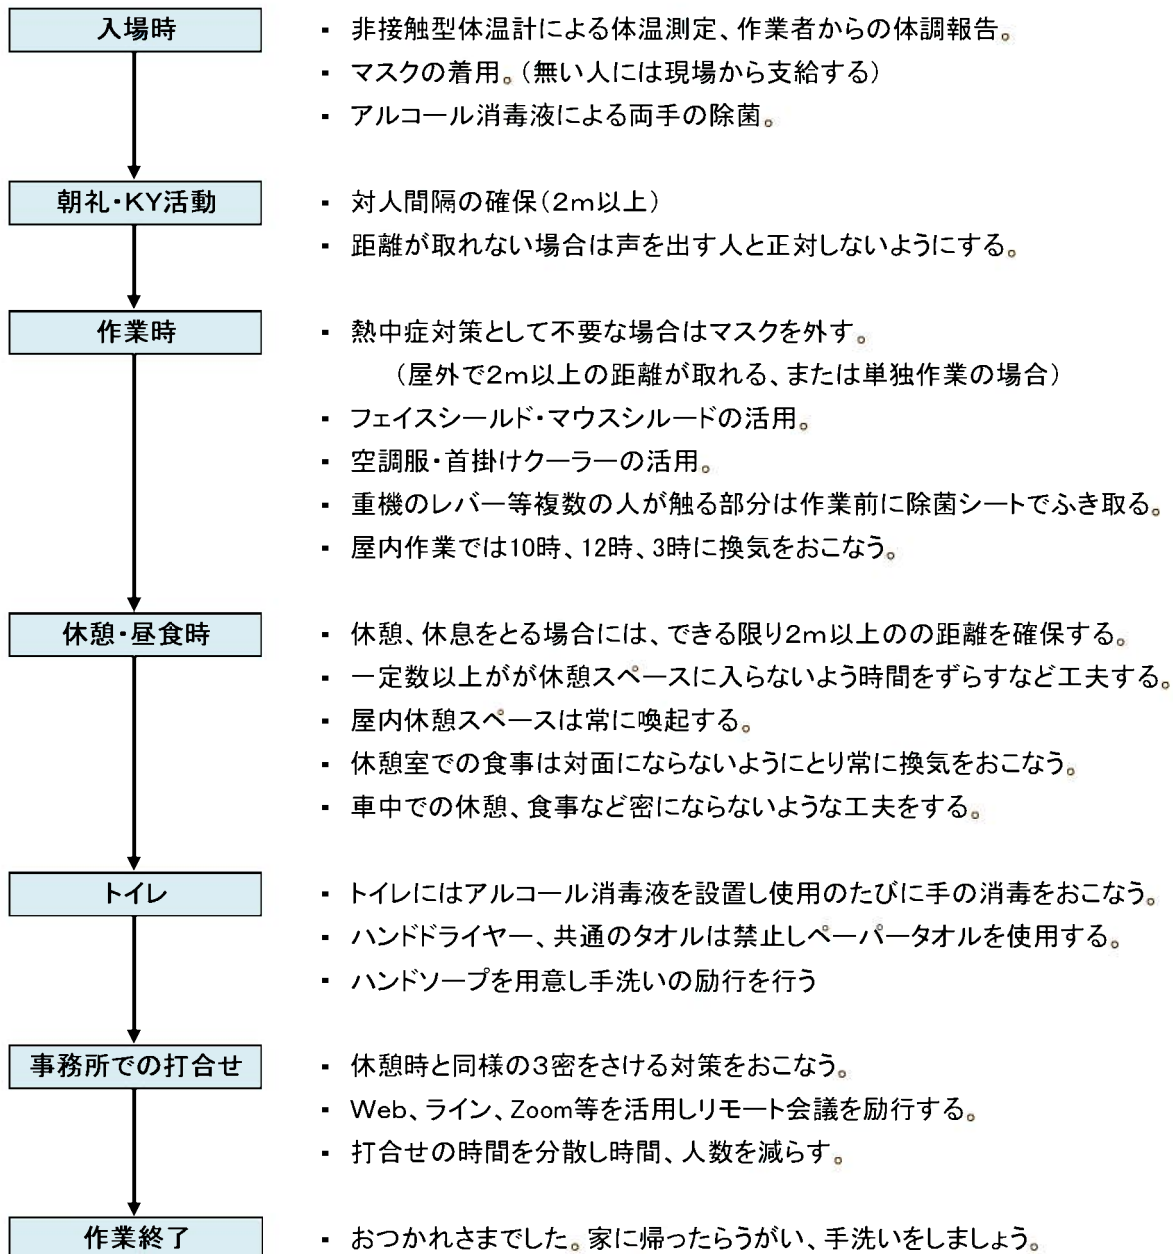 入場時
▪ 非接触型体温計による体温測定、作業者からの体調報告。
▪ マスクの着用。(無い人には現場から支給する)
▪ アルコール消毒液による両手の除菌。
朝礼・KY活動
▪ 対人間隔の確保(2m以上)
▪ 距離が取れない場合は声を出す人と正対しないようにする。
作業時
▪ 熱中症対策として不要な場合はマスクを外す。
(屋外で2m以上の距離が取れる、または単独作業の場合)
▪ フェイスシールド・マウスシルードの活用。
▪ 空調服・首掛けクーラーの活用。
▪ 重機のレバー等複数の人が触る部分は作業前に除菌シートでふき取る。
▪ 屋内作業では10時、12時、3時に換気をおこなう。
休憩・昼食時
▪ 休憩、休息をとる場合には、できる限り2m以上のの距離を確保する。
▪ 一定数以上がが休憩スペースに入らないよう時間をずらすなど工夫する。
▪ 屋内休憩スペースは常に喚起する。
▪ 休憩室での食事は対面にならないようにとり常に換気をおこなう。
▪ 車中での休憩、食事など密にならないような工夫をする。
トイレ
▪ トイレにはアルコール消毒液を設置し使用のたびに手の消毒をおこなう。
▪ ハンドドライヤー、共通のタオルは禁止しペーパータオルを使用する。
▪ ハンドソープを用意し手洗いの励行を行う
事務所での打合せ
▪ 休憩時と同様の3密をさける対策をおこなう。
▪ Web、ライン、Zoom等を活用しリモート会議を励行する。
▪ 打合せの時間を分散し時間、人数を減らす。
作業終了
▪ おつかれさまでした。家に帰ったらうがい、手洗いをしましょう。